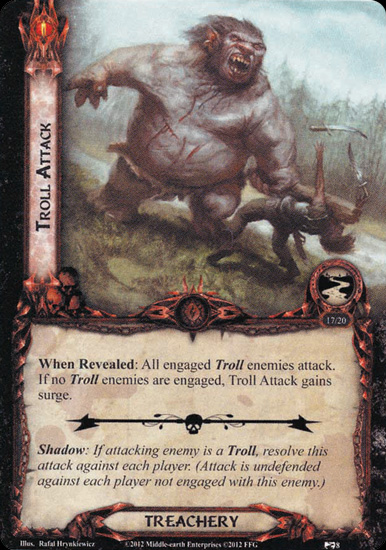 TROLL ATTACK
17/20
When Revealed: All engaged Troll enemies attack.
If no Troll enemies are engaged, Troll Attack gains
surge.
Shadow: If attacking enemy is a Troll, resolve this
attack against each player. (Attack is undefended
against each player not engaged with this enemy.)
TREACHERY
Illus. Rafał Hrynkiewicz ©2012 Middle-earth Enterprises ©2012 FFG 8